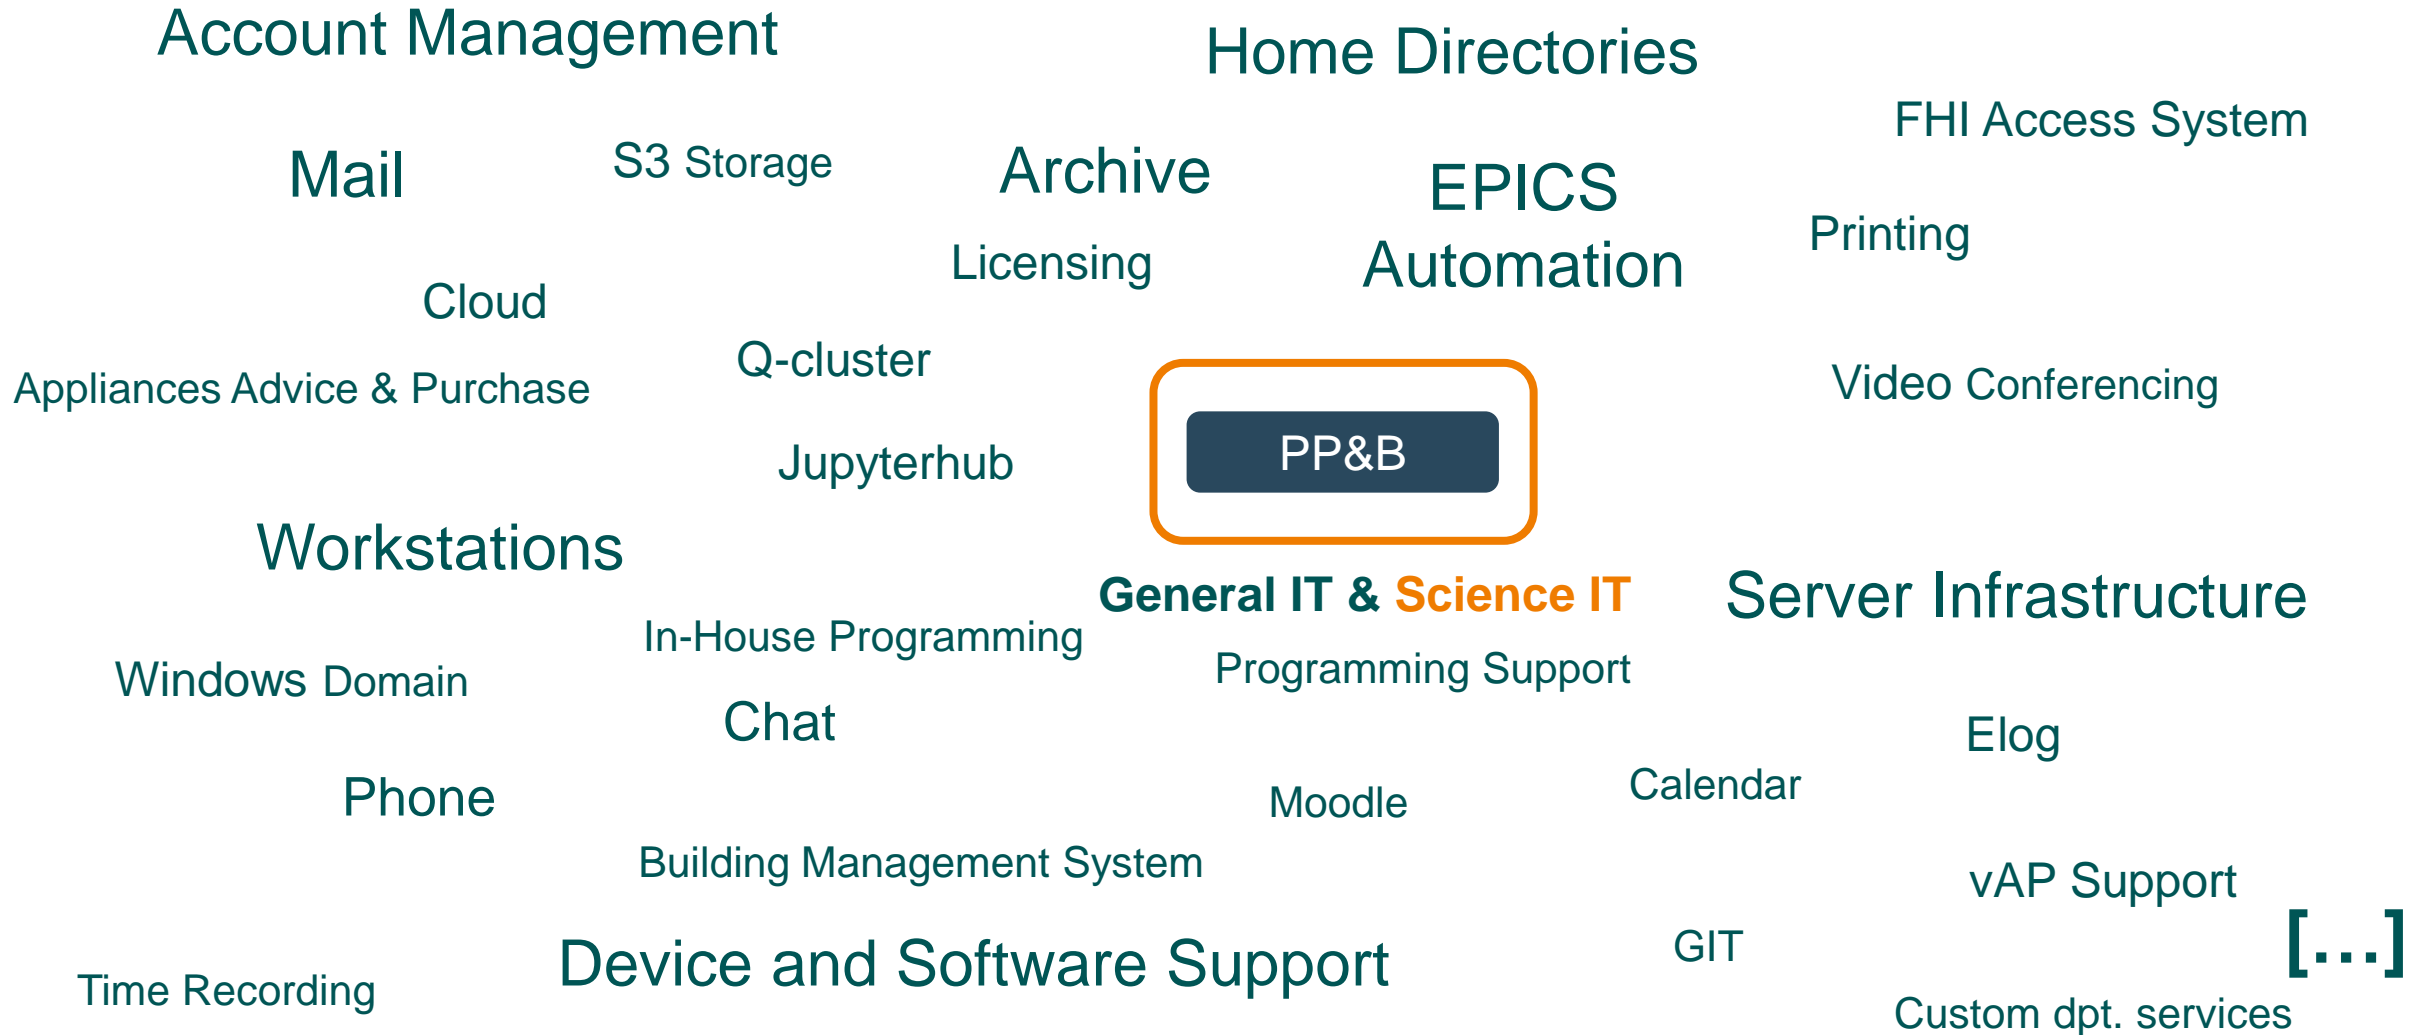 Account Management
Home Directories
FHI Access System
Mail
S3 Storage
Archive
EPICS
Automation
Printing
Licensing
Cloud
Q-cluster
Appliances Advice & Purchase
Video Conferencing
PP&B
Jupyterhub
Workstations
General IT & Science IT
Server Infrastructure
In-House Programming
Programming Support
Windows Domain
Chat
Elog
Phone
Moodle
Calendar
Building Management System
vAP Support
[…]
Device and Software Support
GIT
Time Recording
Custom dpt. services